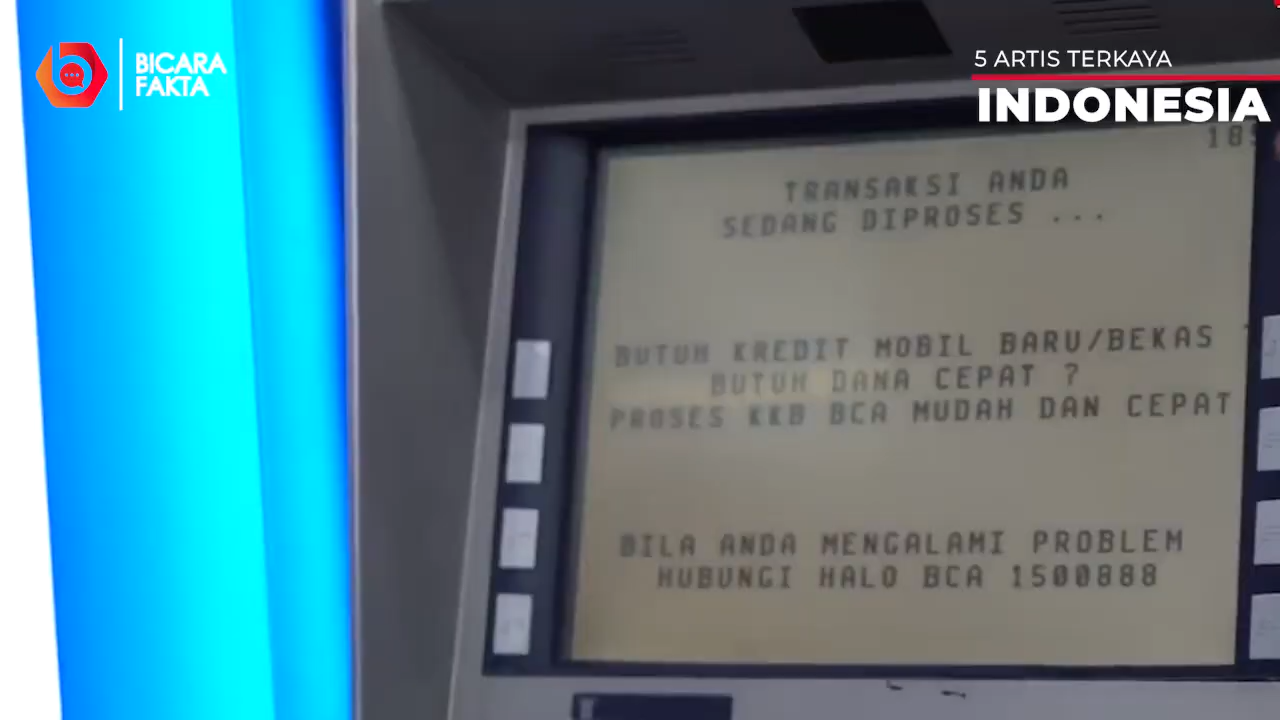 BICARA
FAKTA
5 ARTIS TERKAYA
INDONESIA
TRANSAKSI ANDA
SEDANG DIPROSES ...
BUTUH KREDIT MOBIL BARU/BEKAS
BUTUH DANA CEPAT ?
PROSES KKB BCA MUDAH DAN CEPAT
BILA ANDA MENGALAMI PROBLEM
HUBUNGI HALO BCA 1500888